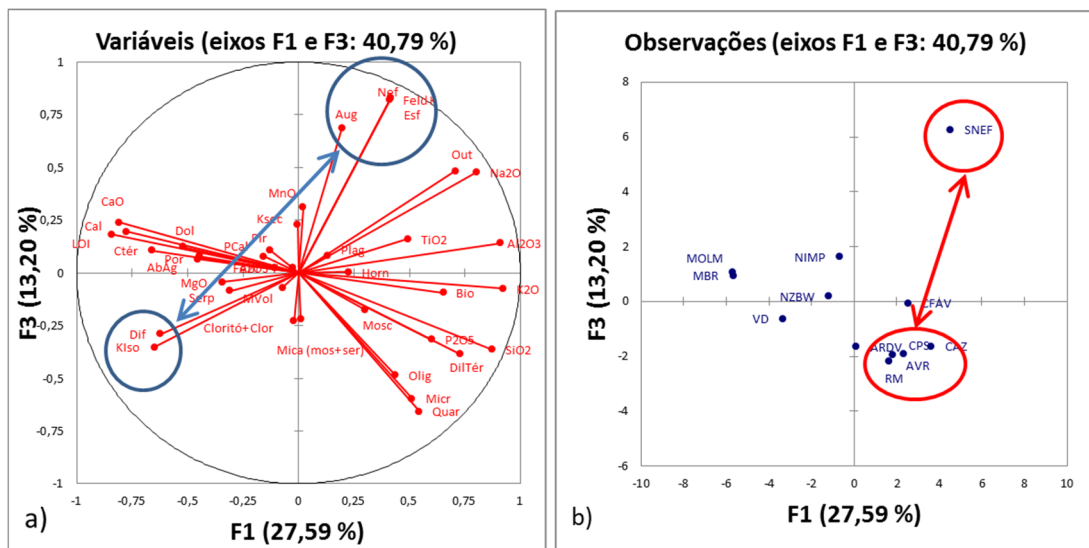 Variáveis (eixos F1 e F3: 40,79 %)
1
0,75
0,5
0,25
0
-0,25
-0,5
-0,75
-1
F3 (13,20 %)
Nef
Feld
Esf
Aug
Out
Na2O
MnO
Ksec
CaO
Cal
LOI
Dol
Ctér
Pir
PCal
Por
AbAg
TiO2
Al2O3
Plag
Horn
K2O
MgO
Serp
MVol
Bio
Mosc
Cloritó+Clor
Dif
KIso
Mica (mos+ser)
P2O5
SiO2
DilTér
Olig
Micr
Quar
-1 -0,75 -0,5 -0,25 0 0,25 0,5 0,75 1
a)
F1 (27,59 %)
Observações (eixos F1 e F3: 40,79 %)
8
6
4
2
0
-2
-4
-6
F3 (13,20 %)
SNEF
MOLM
MBR
NIMP
NZBW
CFAV
VD
ARDV
CPS
CAZ
AVR
RM
-10 -8 -6 -4 -2 0 2 4 6 8 10
b)
F1 (27,59 %)